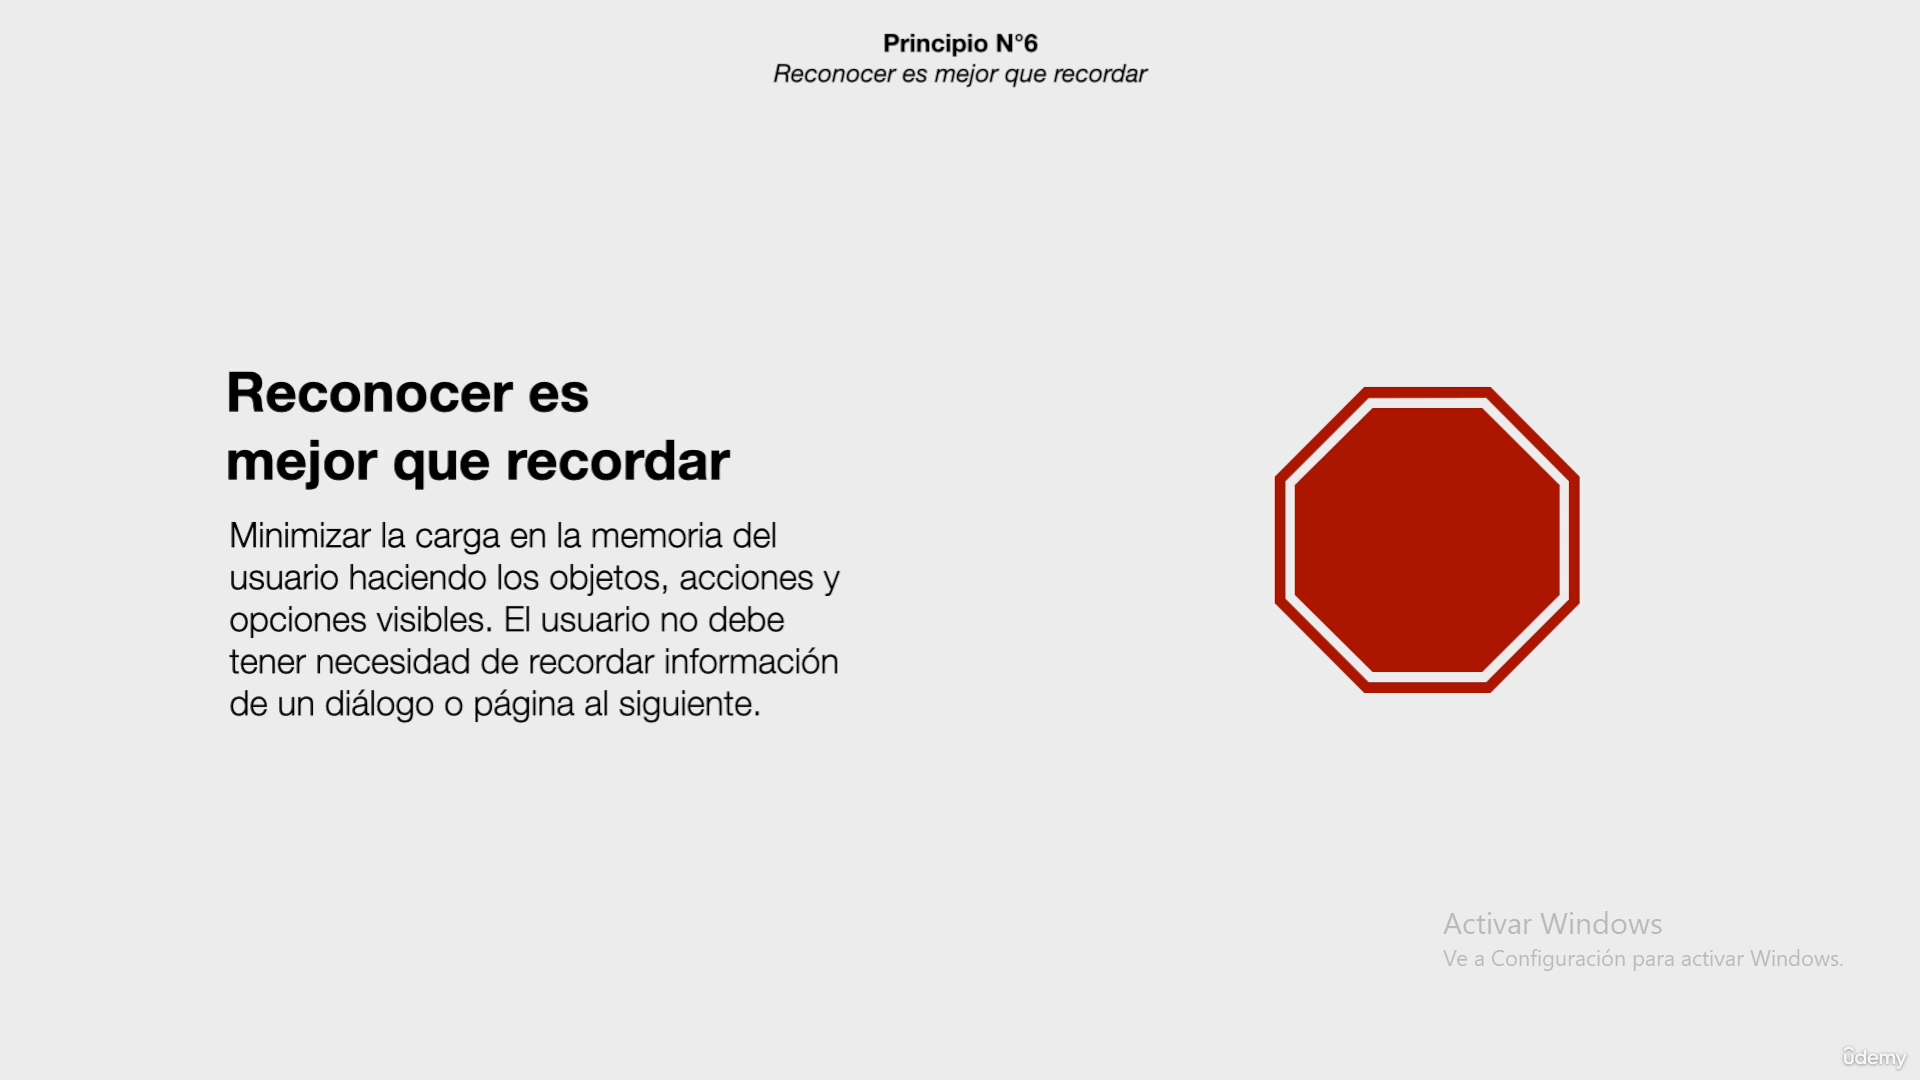 Principio N°6
Reconocer es mejor que recordar
Reconocer es
mejor que recordar
Minimizar la carga en la memoria del
usuario haciendo los objetos, acciones y
opciones visibles. El usuario no debe
tener necesidad de recordar información
de un diálogo o página al siguiente.
Activar Windows
Ve a Configuración para activar Windows.
ûdemy